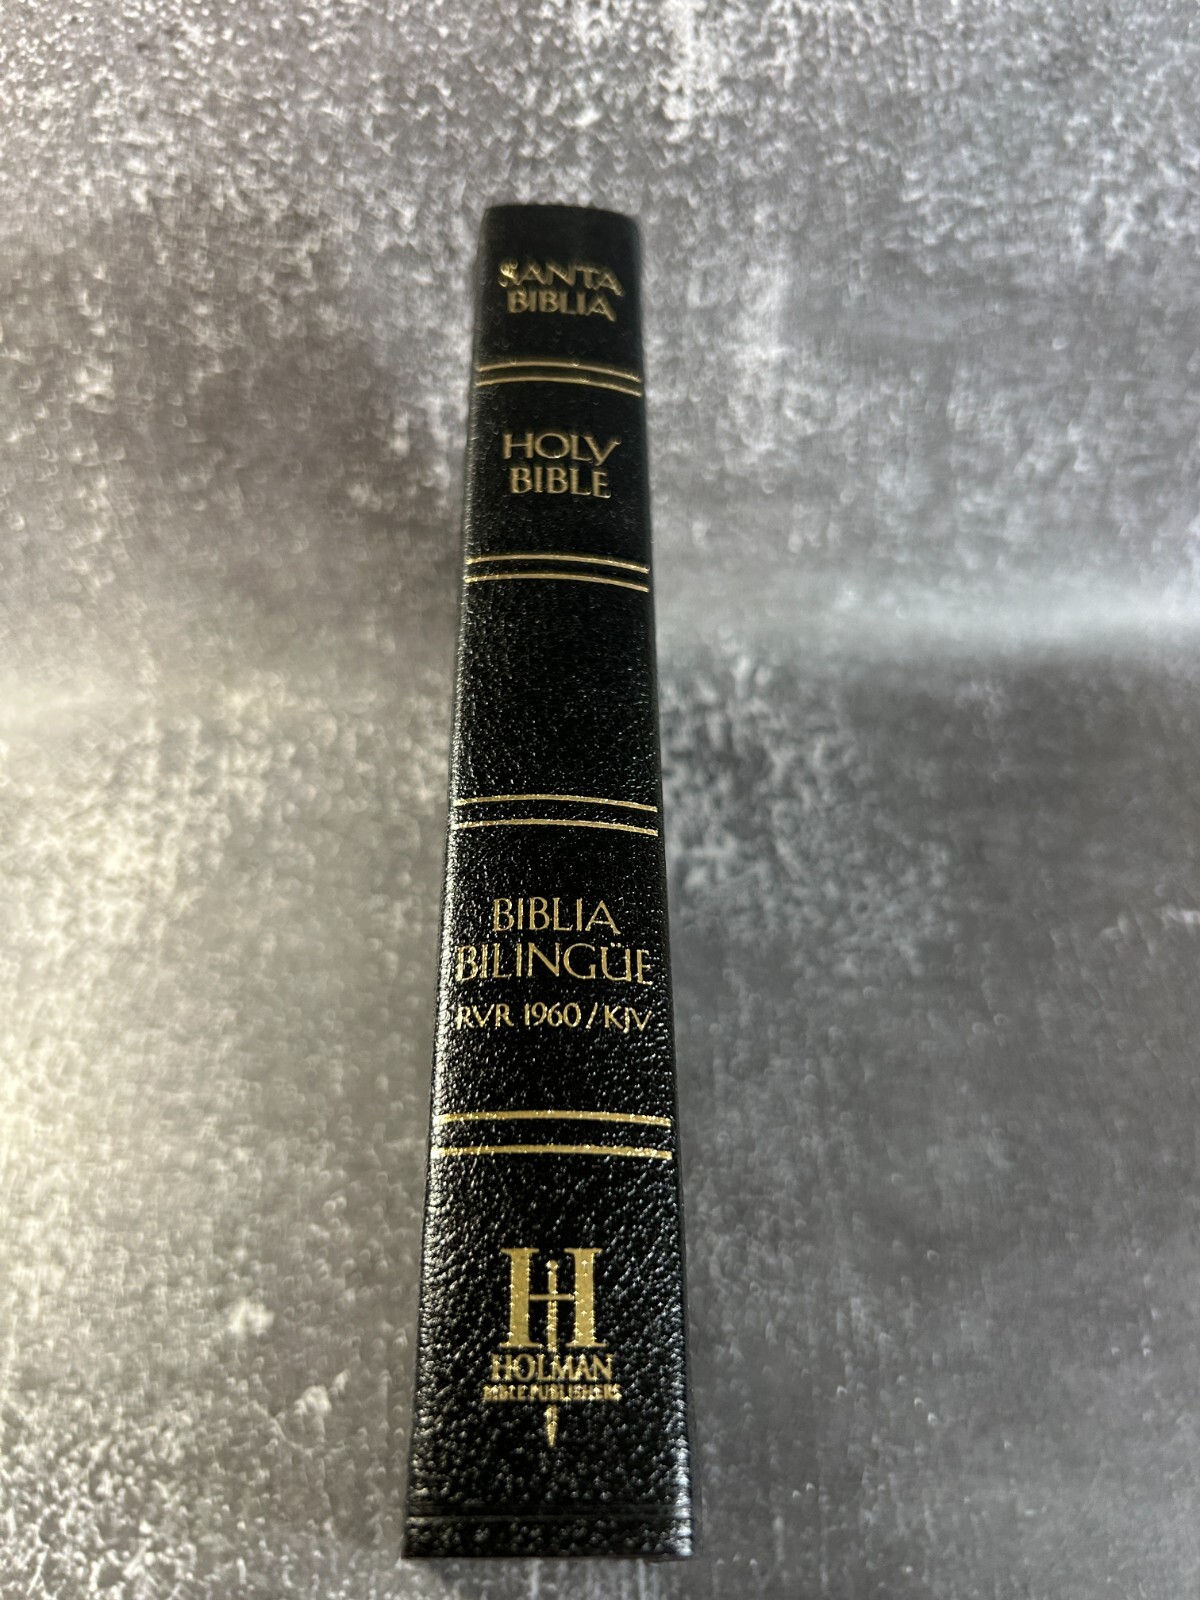 SANTA
BIBLIA
HOLY
BIBLE
BIBLIA
BILINGÜE
RVR 1960 / KJV
H
HOLMAN
BIBLE PUBLISHERS